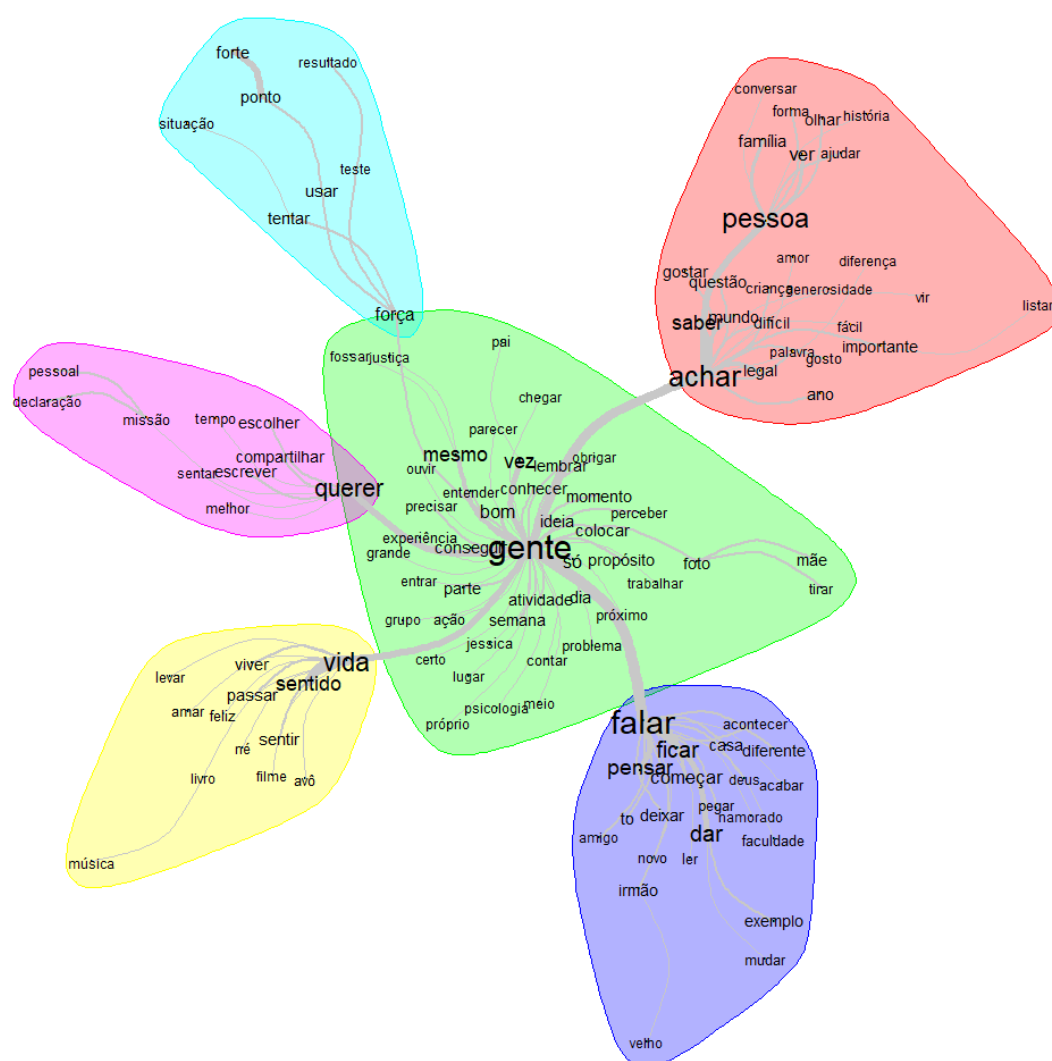 forte
resultado
ponto
situação
teste
usar
tentar
força
conversar
forma
olhar
história
família
ver
ajudar
pessoa
amor
diferença
gostar
questão
criança
generosidade
vir
listar
saber
mundo
difícil
fácil
importante
palavra
gosto
achar
legal
ano
fossar
justiça
pai
chegar
parecer
mesmo
vez
obrigar
ouvir
lembrar
entender
conhecer
momento
precisar
bom
perceber
ideia
colocar
experiência
conseguir
grande
gente
só
propósito
foto
mãe
entrar
parte
trabalhar
tirar
atividade
dia
grupo
ação
semana
próximo
jessica
problema
certo
contar
lugar
psicologia
meio
próprio
pessoal
declaração
missão
tempo
escolher
compartilhar
sentar
escrever
querer
melhor
vida
levar
viver
sentido
passar
amar
feliz
sentir
livro
filme
avô
música
falar
acontecer
ficar
casa
diferente
pensar
começar
deus
acabar
to
deixar
pegar
namorado
amigo
dar
faculdade
novo
ler
irmão
exemplo
mudar
velho